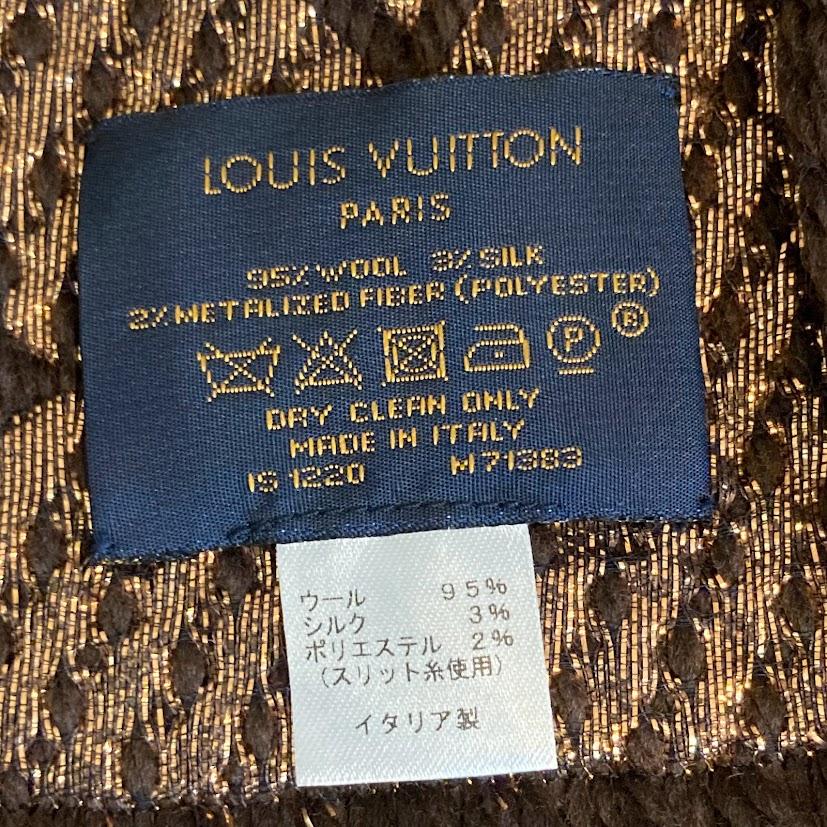 LOUIS VUITTON
PARIS
95% WOOL 3% SILK
2% METALIZED FIBER (POLYESTER)
P ®
DRY CLEAN ONLY
MADE IN ITALY
IS 1220 M71383
ウール 95%
シルク 3%
ポリエステル 2%
(スリット糸使用)
イタリア製